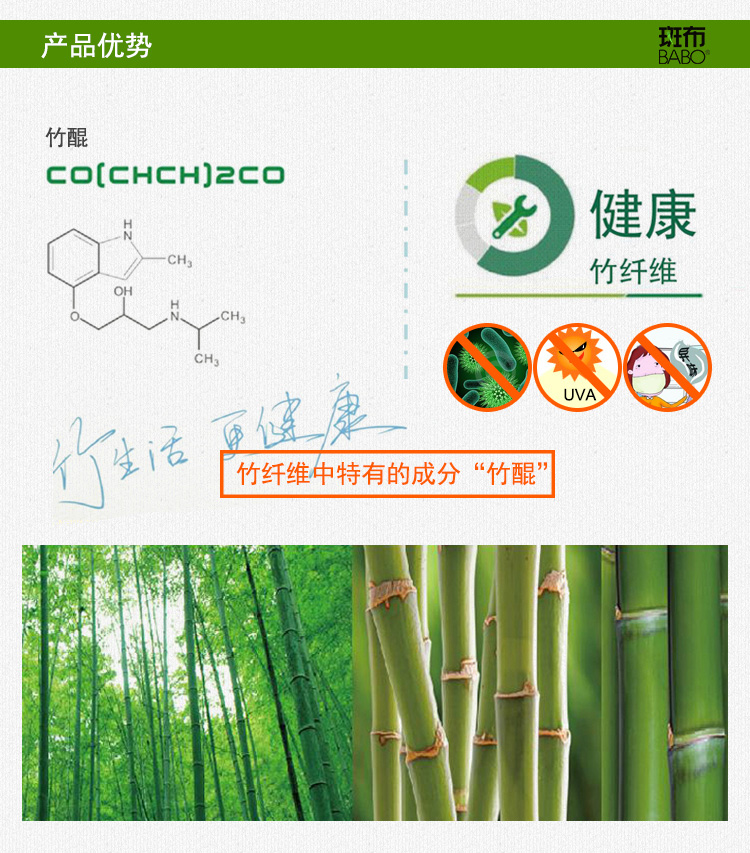 产品优势
斑布
BABO®
竹醌
CO(CHCH)2CO
H
N
CH3
OH
O
H
N
CH3
CH3
健康
竹纤维
UVA
臭味
竹生活 更健康
竹纤维中特有的成分“竹醌”